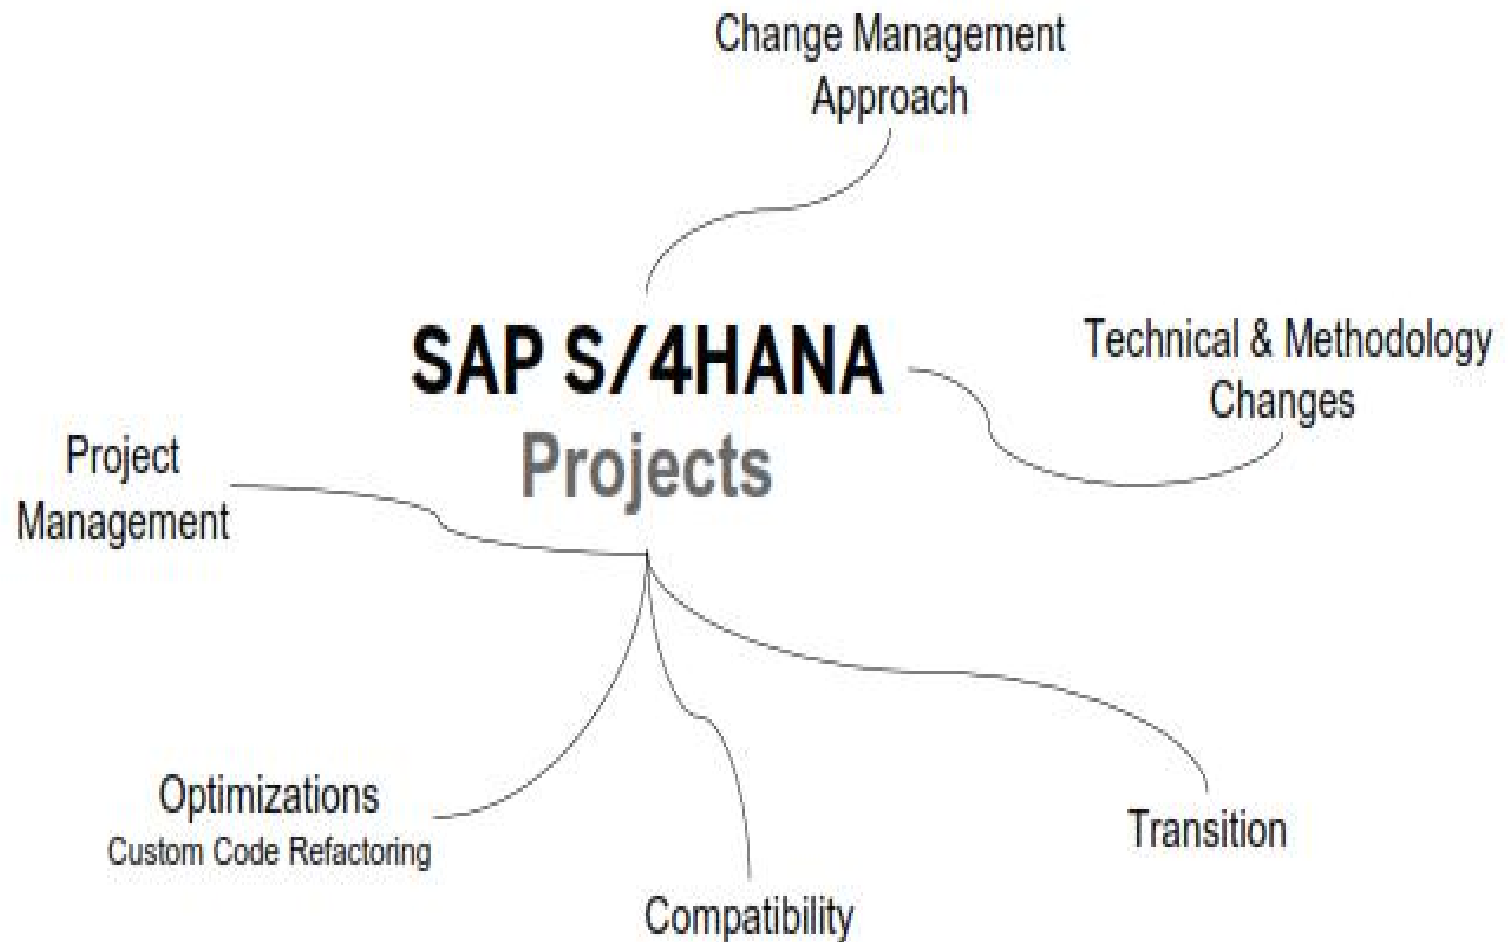 Change Management
Approach
SAP S/4HANA
Projects
Technical & Methodology
Changes
Project
Management
Optimizations
Custom Code Refactoring
Compatibility
Transition